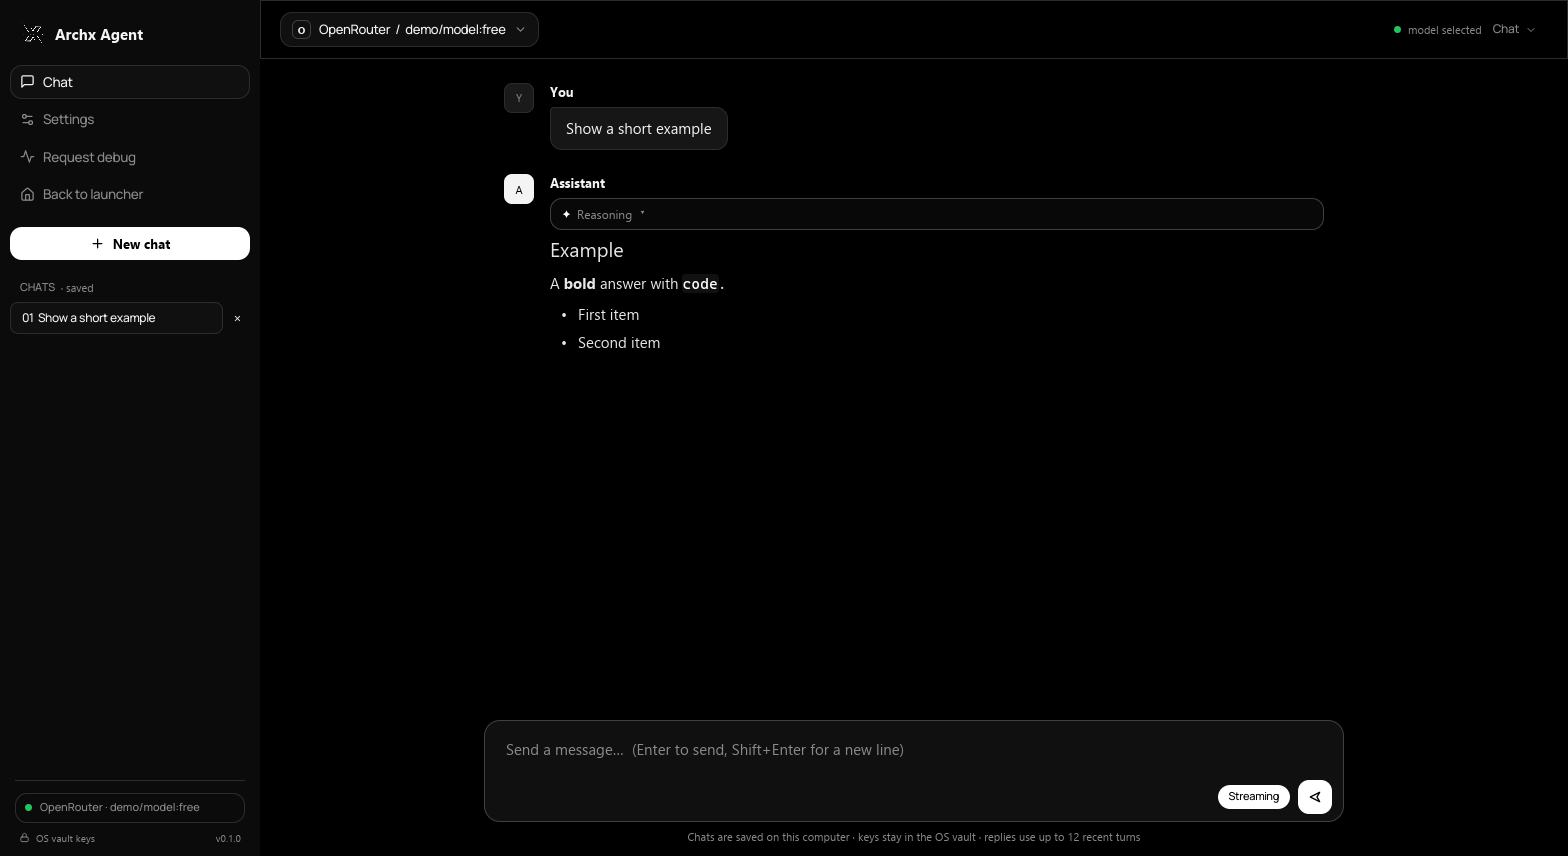 Archx Agent
Chat
Settings
Request debug
Back to launcher
+ New chat
CHATS · saved
01 Show a short example ×
OpenRouter · demo/model:free
OS vault keys v0.1.0
o OpenRouter / demo/model:free
model selected Chat
Y You
Show a short example
A Assistant
✦ Reasoning ▾
Example
A bold answer with code.
• First item
• Second item
Send a message... (Enter to send, Shift+Enter for a new line)
Streaming
Chats are saved on this computer · keys stay in the OS vault · replies use up to 12 recent turns